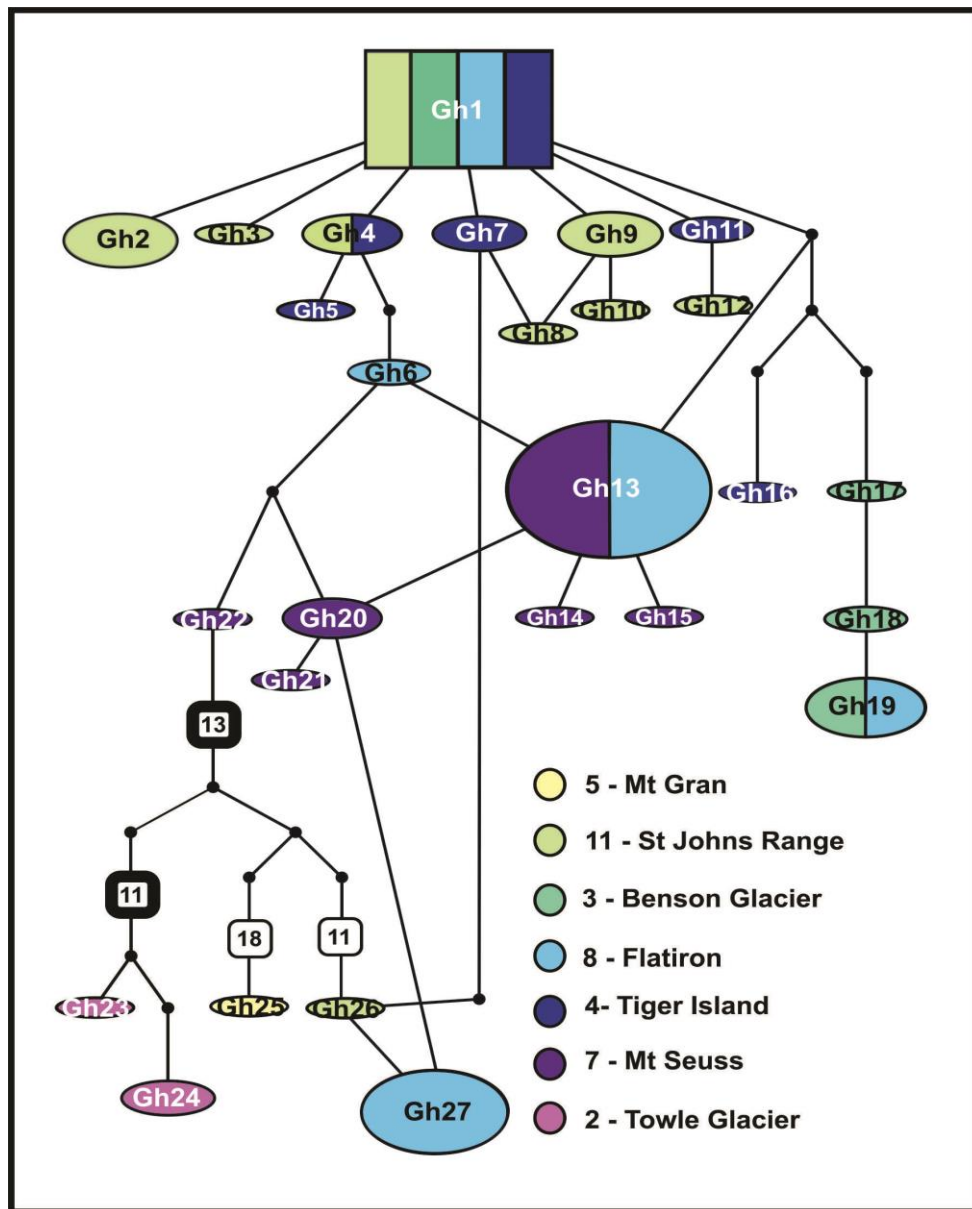 Gh1
Gh2
Gh3
Gh4
Gh7
Gh9
Gh11
Gh5
Gh8
Gh10
Gh12
Gh6
Gh13
Gh16
Gh17
Gh22
Gh20
Gh14
Gh15
Gh18
Gh21
Gh19
13
5 - Mt Gran
11 - St Johns Range
3 - Benson Glacier
8 - Flatiron
4- Tiger Island
7 - Mt Seuss
2 - Towle Glacier
11
18
11
Gh23
Gh25
Gh26
Gh24
Gh27